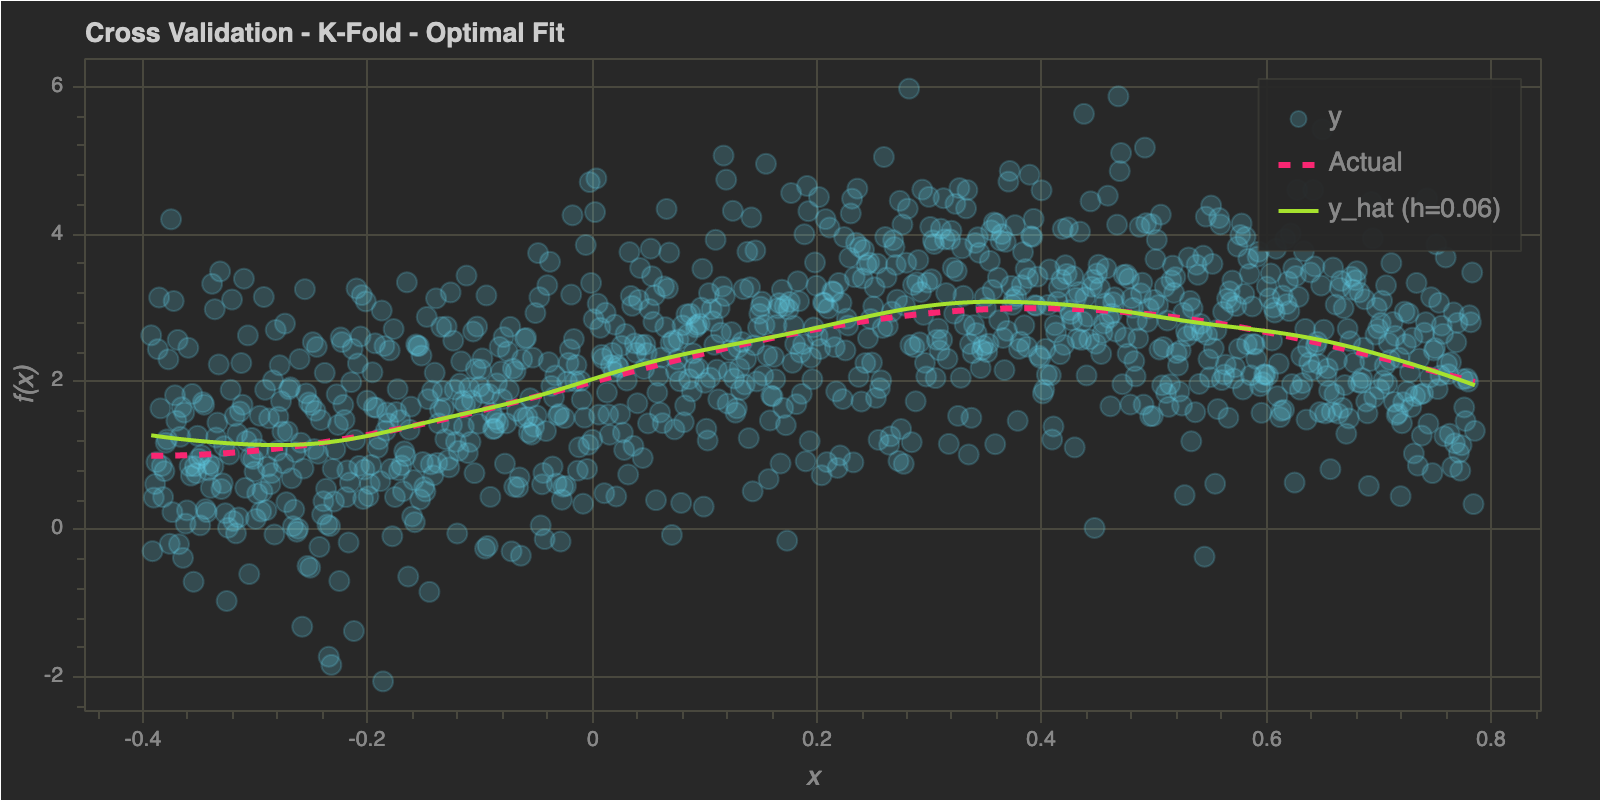 Cross Validation - K-Fold - Optimal Fit
6
4
2
0
-2
f(x)
y
Actual
y_hat (h=0.06)
-0.4
-0.2
0
0.2
0.4
0.6
0.8
x